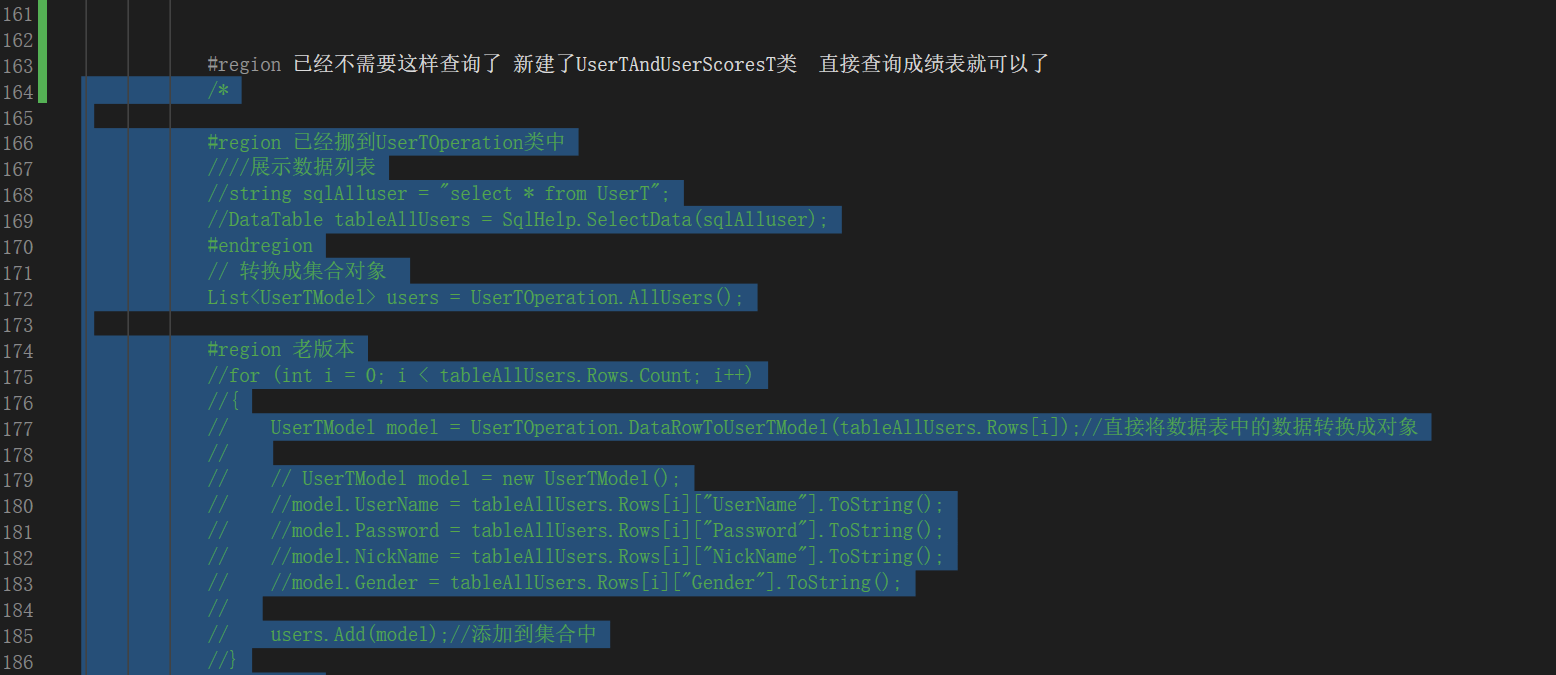 161
162
163 #region 已经不需要这样查询了 新建了UserTAndUserScoresT类  直接查询成绩表就可以了
164 /*
165
166 #region 已经挪到UserTOperation类中
167 ////展示数据列表
168 //string sqlAlluser = "select * from UserT";
169 //DataTable tableAllUsers = SqlHelp.SelectData(sqlAlluser);
170 #endregion
171 // 转换成集合对象
172 List<UserTModel> users = UserTOperation.AllUsers();
173
174 #region 老版本
175 //for (int i = 0; i < tableAllUsers.Rows.Count; i++)
176 //{
177 //    UserTModel model = UserTOperation.DataRowToUserTModel(tableAllUsers.Rows[i]);//直接将数据表中的数据转换成对象
178 //
179 //    // UserTModel model = new UserTModel();
180 //    //model.UserName = tableAllUsers.Rows[i]["UserName"].ToString();
181 //    //model.Password = tableAllUsers.Rows[i]["Password"].ToString();
182 //    //model.NickName = tableAllUsers.Rows[i]["NickName"].ToString();
183 //    //model.Gender = tableAllUsers.Rows[i]["Gender"].ToString();
184 //
185 //    users.Add(model);//添加到集合中
186 //}